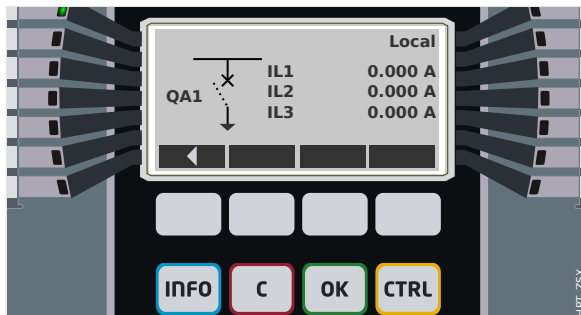 Local
IL1 0.000 A
QA1 IL2 0.000 A
IL3 0.000 A
INFO C OK CTRL